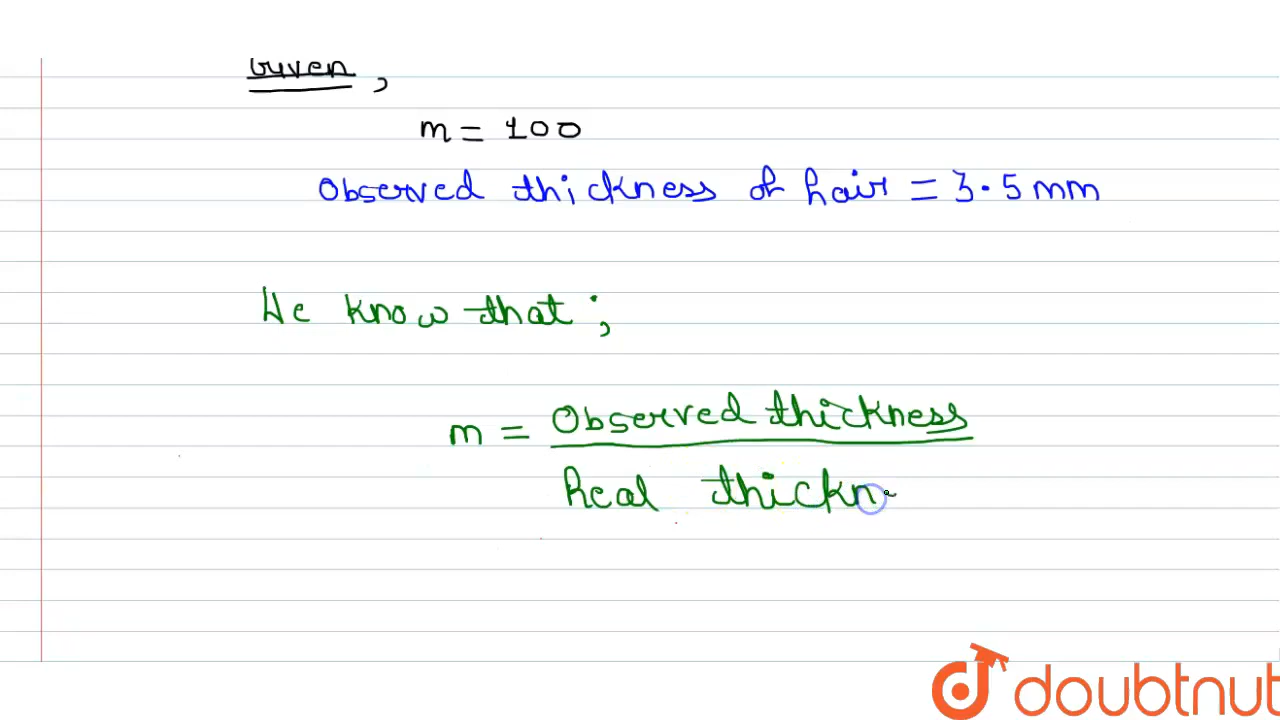 Given,
m = 100
Observed thickness of hair = 3.5 mm
We know that ;
m = Observed thickness
Real thickn
doubtnut